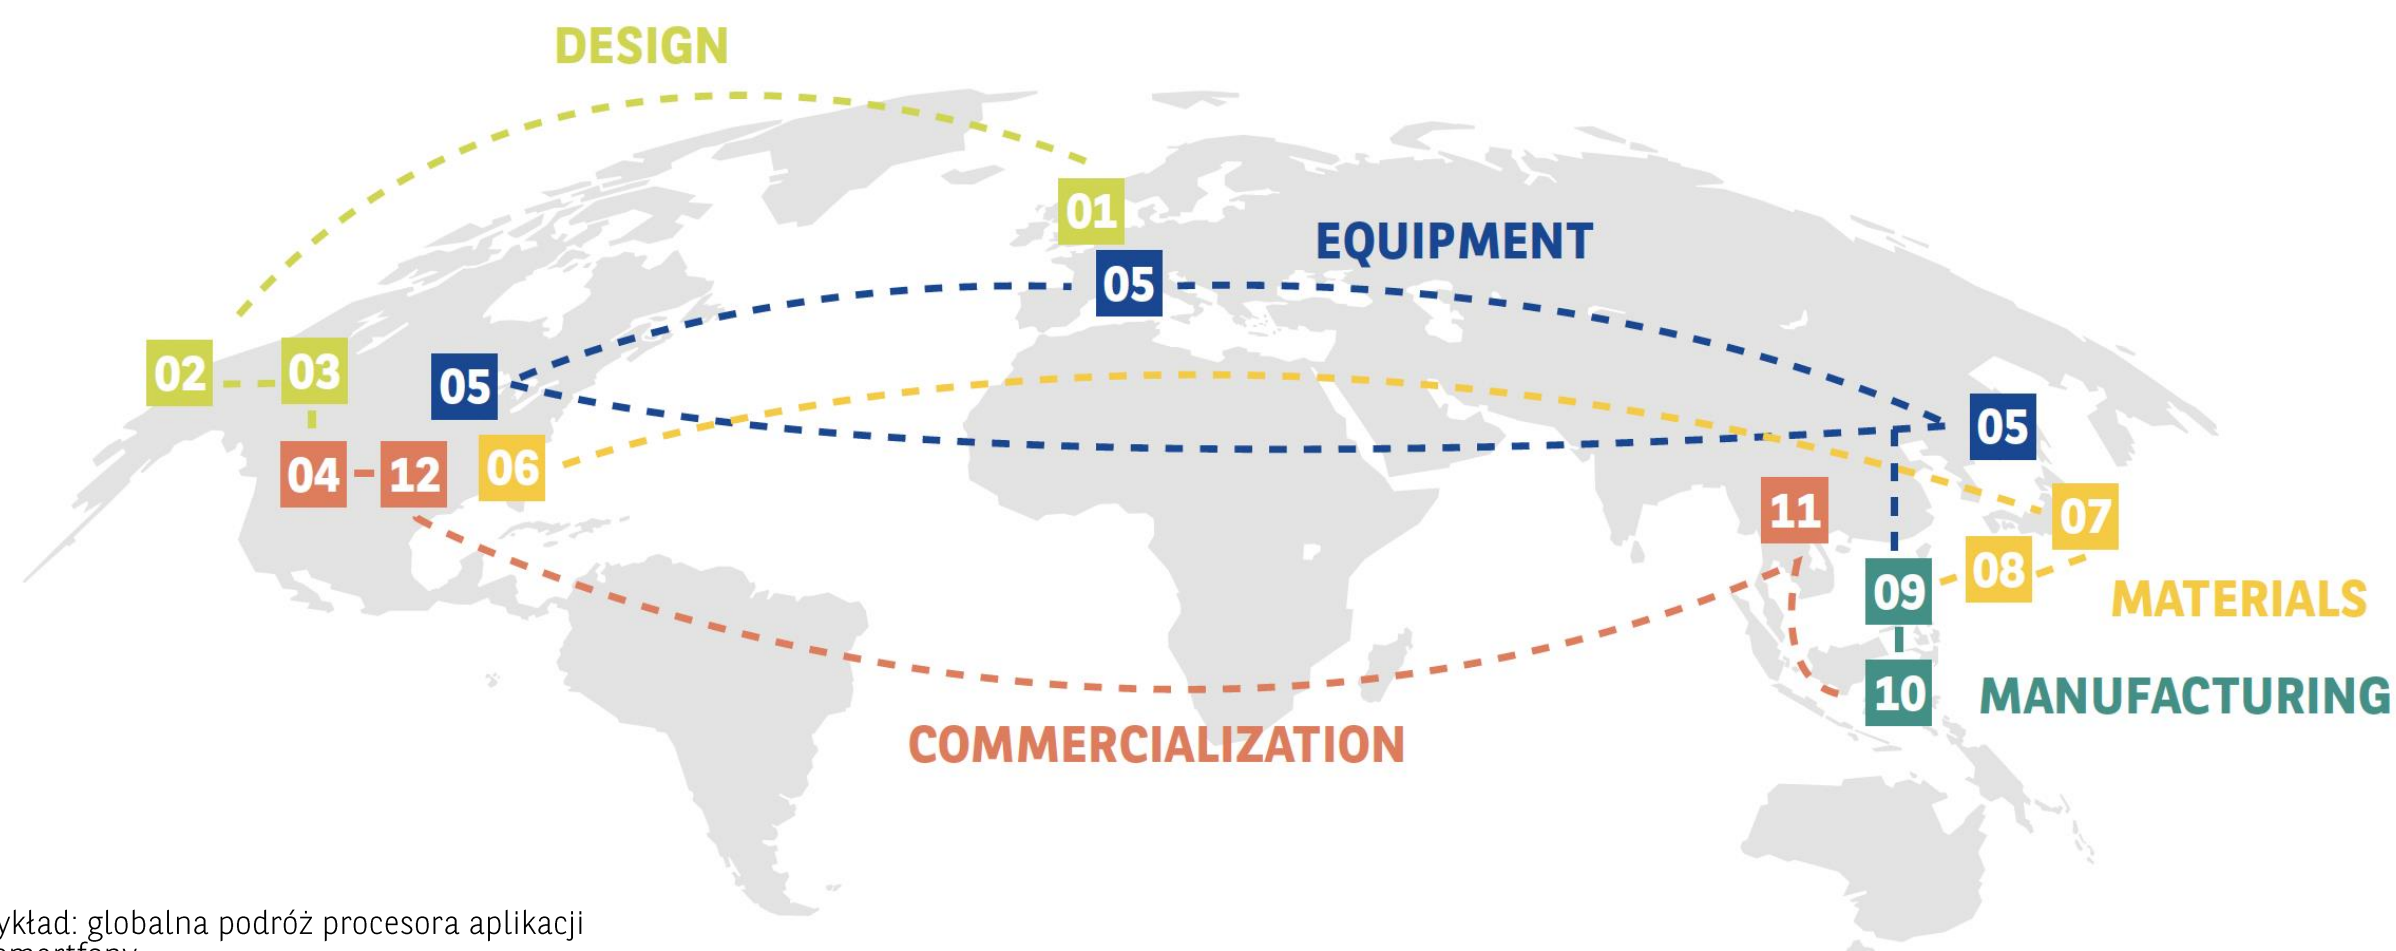 DESIGN
01
EQUIPMENT
05
02
03
05
05
04
12
06
11
07
08
09
MATERIALS
10
MANUFACTURING
COMMERCIALIZATION
globalna podróż procesora aplikacji